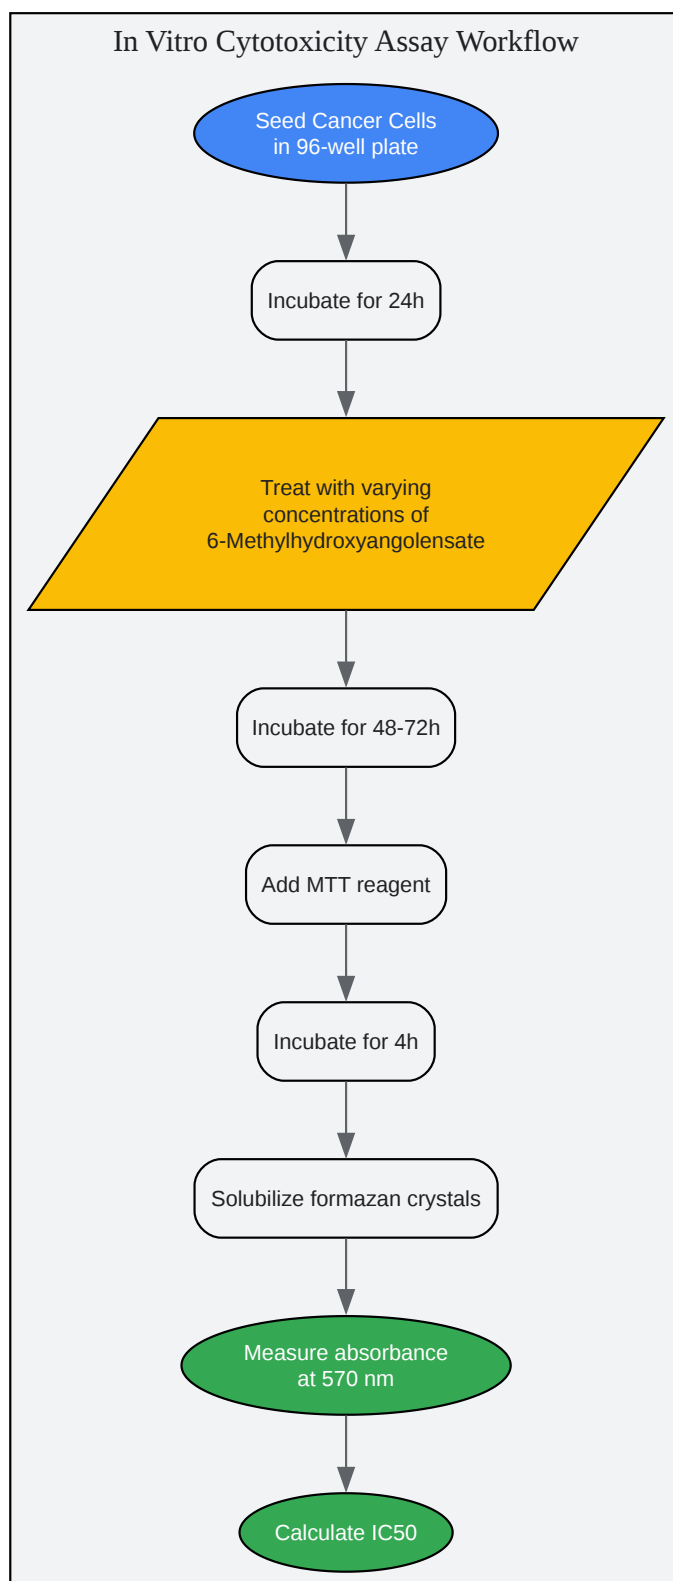 In Vitro Cytotoxicity Assay Workflow
Seed Cancer Cells
in 96-well plate
Incubate for 24h
Treat with varying
concentrations of
6-Methylhydroxyangolensate
Incubate for 48-72h
Add MTT reagent
Incubate for 4h
Solubilize formazan crystals
Measure absorbance
at 570 nm
Calculate IC50